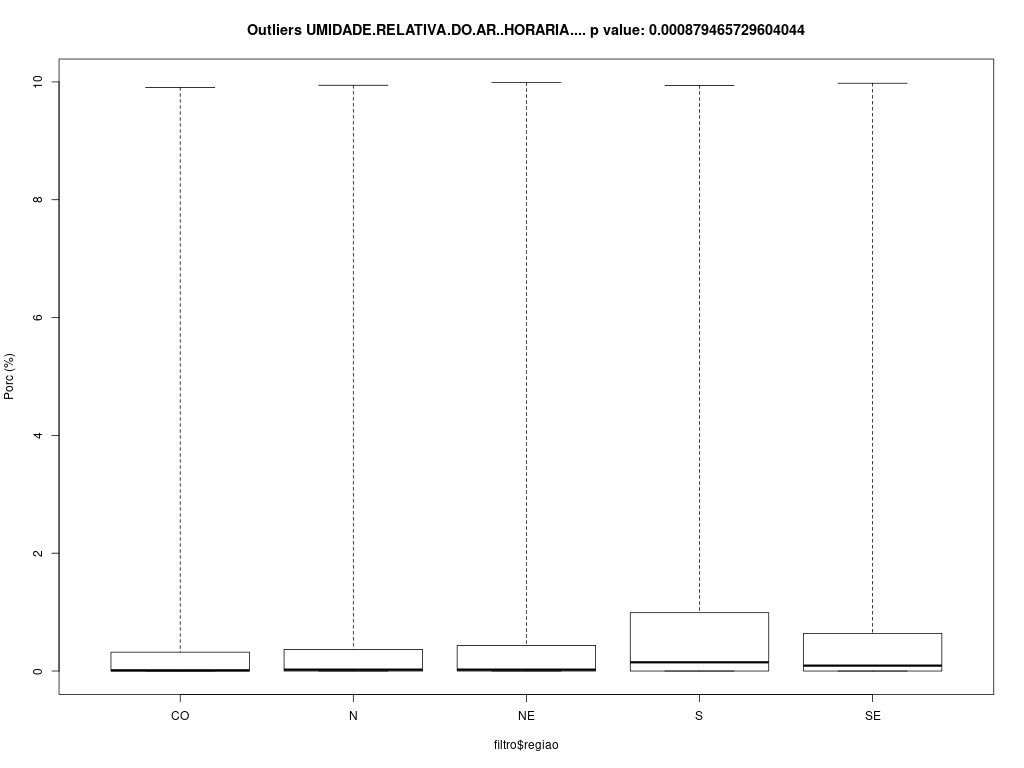 Outliers UMIDADE.RELATIVA.DO.AR..HORARIA.... p value: 0.000879465729604044
10
8
6
4
2
0
Porc (%)
CO N NE S SE
filtro$regiao